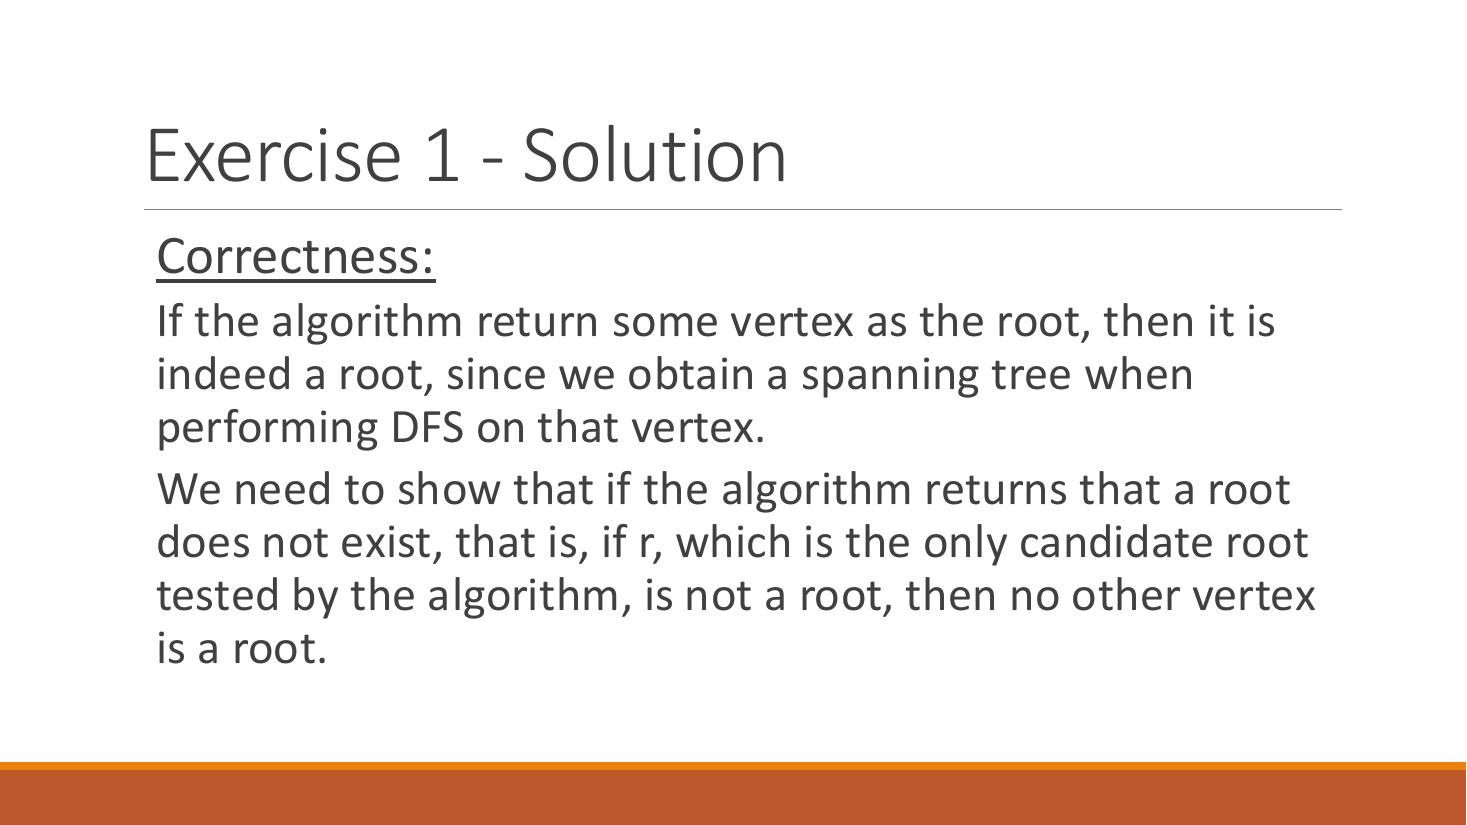 Exercise 1 - Solution
Correctness:
If the algorithm return some vertex as the root, then it is
indeed a root, since we obtain a spanning tree when
performing DFS on that vertex.
We need to show that if the algorithm returns that a root
does not exist, that is, if r, which is the only candidate root
tested by the algorithm, is not a root, then no other vertex
is a root.